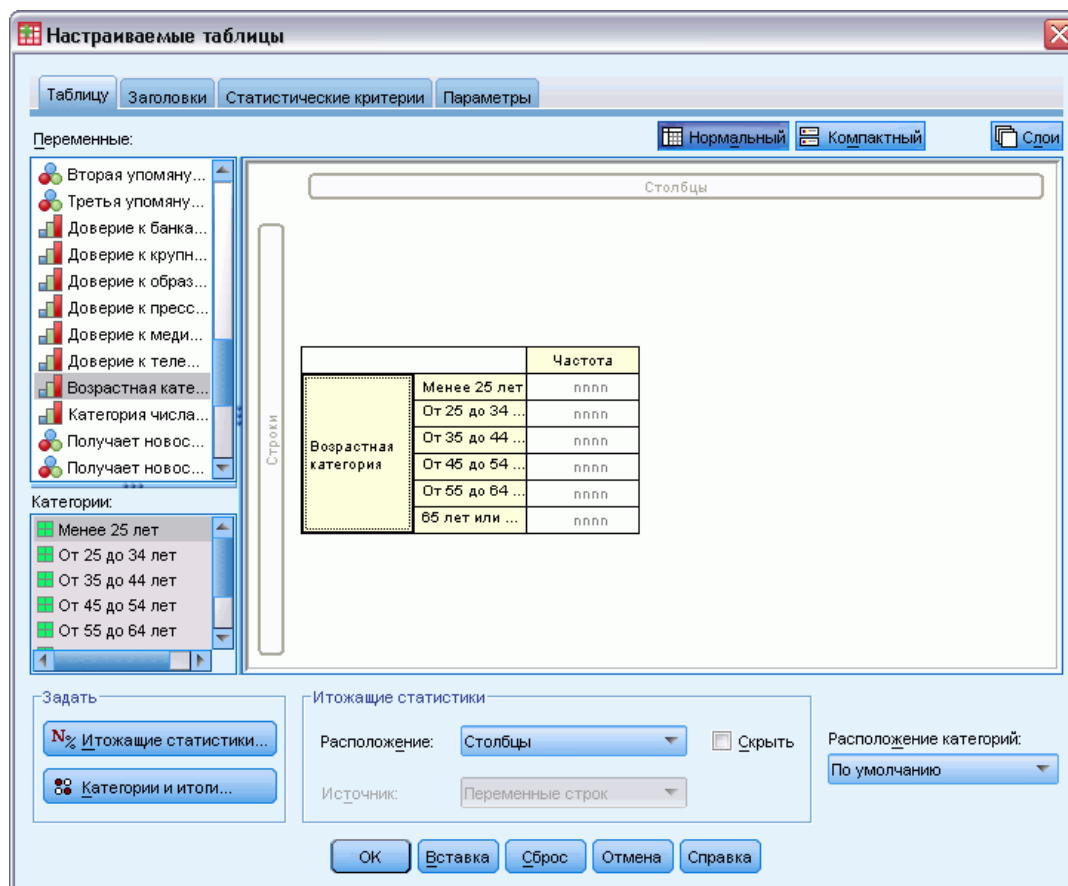 Настраиваемые таблицы
Таблицу Заголовки Статистические критерии Параметры
Переменные:
Нормальный Компактный Слои
Вторая упомяну...
Третья упомяну...
Доверие к банка...
Доверие к крупн...
Доверие к образ...
Доверие к пресс...
Доверие к меди...
Доверие к теле...
Возрастная кате...
Категория числа...
Получает новос...
Получает новос...
Категории:
Менее 25 лет
От 25 до 34 лет
От 35 до 44 лет
От 45 до 54 лет
От 55 до 64 лет
Столбцы
Строки
Частота
Возрастная
категория
Менее 25 лет nnnn
От 25 до 34 ... nnnn
От 35 до 44 ... nnnn
От 45 до 54 ... nnnn
От 55 до 64 ... nnnn
65 лет или ... nnnn
Задать
N% Итожащие статистики...
Категории и итоги...
Итожащие статистики
Расположение: Столбцы Скрыть
Источник: Переменные строк
Расположение категорий:
По умолчанию
OK Вставка Сброс Отмена Справка